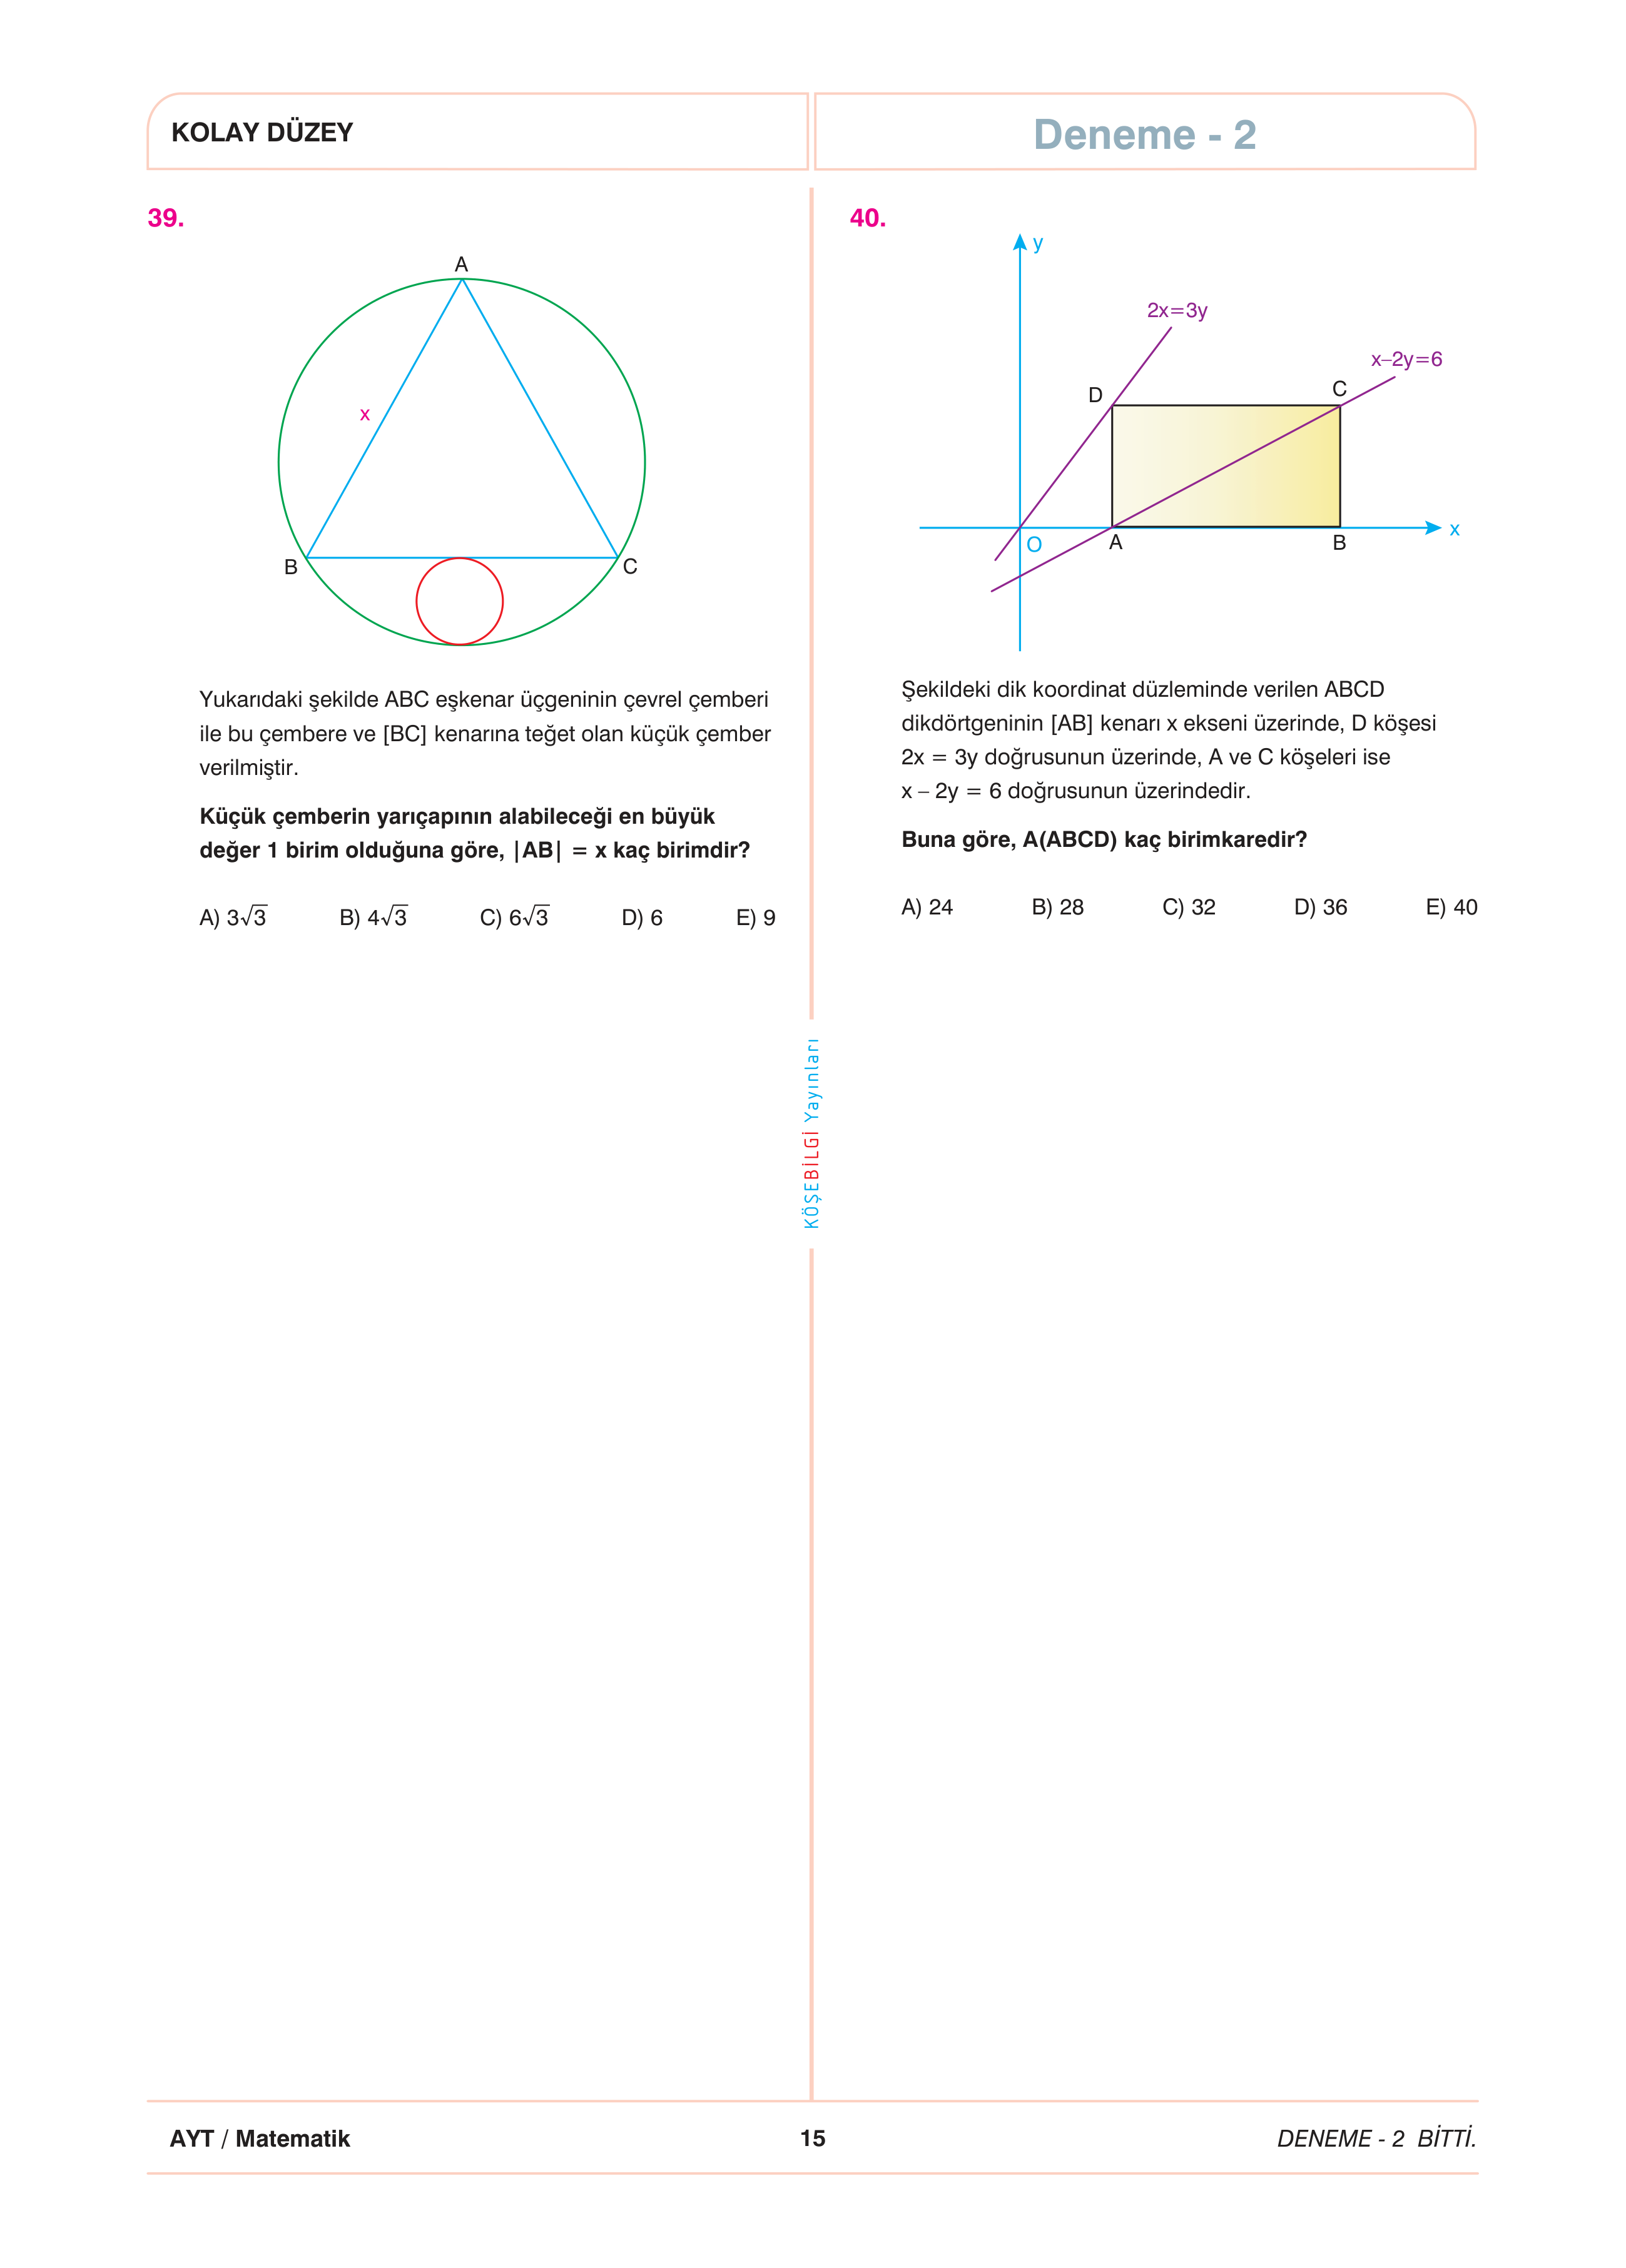 KOLAY DÜZEY
Deneme - 2
39.
A
x
B
C
Yukarıdaki şekilde ABC eşkenar üçgeninin çevrel çemberi
ile bu çembere ve [BC] kenarına teğet olan küçük çember
verilmiştir.
Küçük çemberin yarıçapının alabileceği en büyük
değer 1 birim olduğuna göre, |AB| = x kaç birimdir?
A) 3√3 B) 4√3 C) 6√3 D) 6 E) 9
40.
y
2x=3y
x–2y=6
D
C
O
A
B
x
Şekildeki dik koordinat düzleminde verilen ABCD
dikdörtgeninin [AB] kenarı x ekseni üzerinde, D köşesi
2x = 3y doğrusunun üzerinde, A ve C köşeleri ise
x – 2y = 6 doğrusunun üzerindedir.
Buna göre, A(ABCD) kaç birimkaredir?
A) 24 B) 28 C) 32 D) 36 E) 40
KÖŞEBİLGİ Yayınları
AYT / Matematik
15
DENEME - 2 BİTTİ.